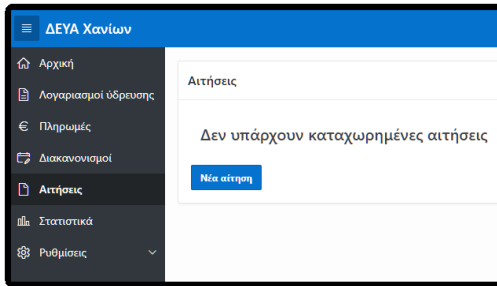 ΔΕΥΑ Χανίων
Αρχική
Λογαριασμοί ύδρευσης
Πληρωμές
Διακανονισμοί
Αιτήσεις
Στατιστικά
Ρυθμίσεις
Αιτήσεις
Δεν υπάρχουν καταχωρημένες αιτήσεις
Νέα αίτηση